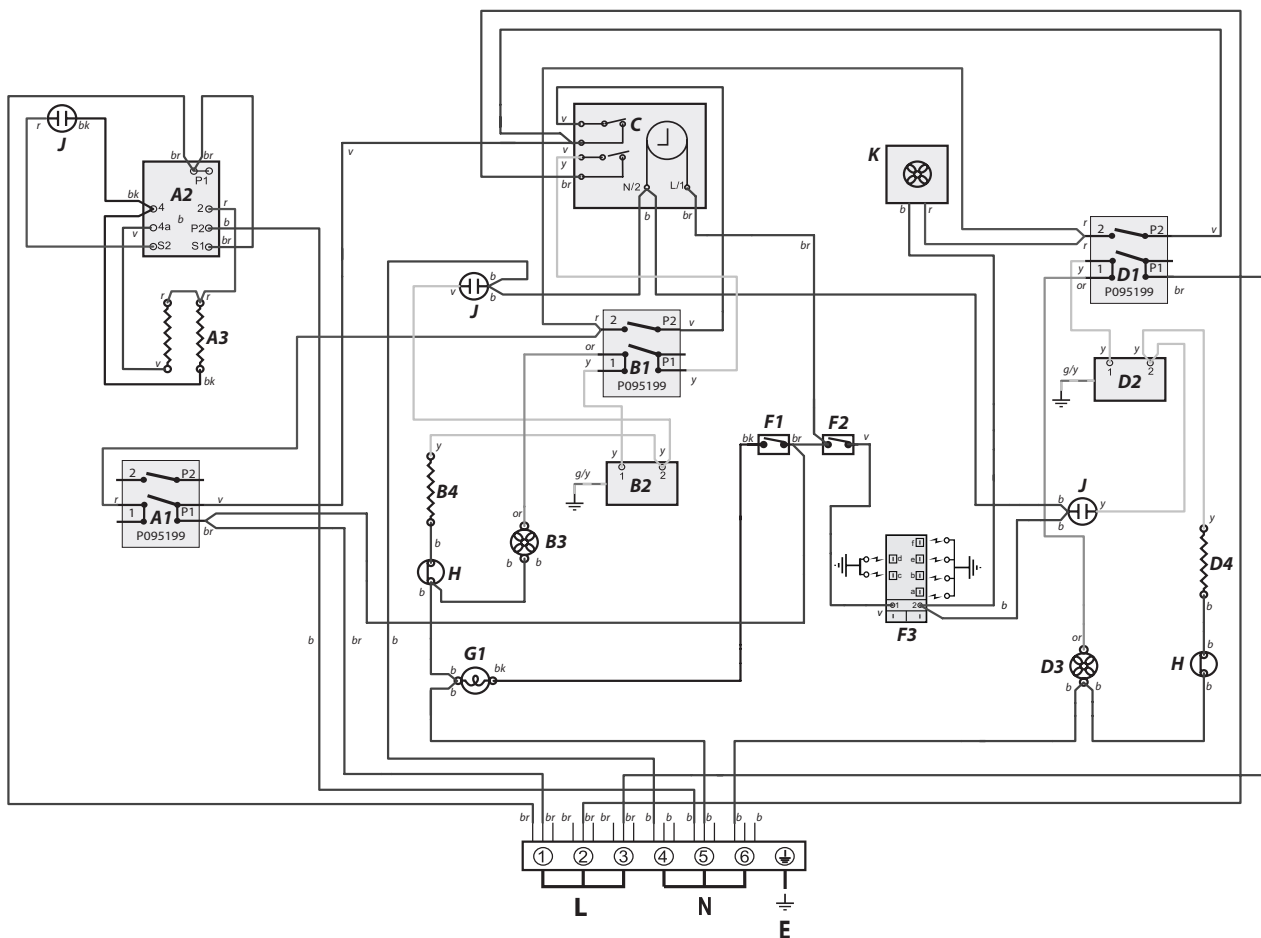 r
bk
J
br
br
P1
A2
bk
4
2
r
b
v
4a
P2
b
S2
S1
br
r
r
A3
v
bk
v
v
C
v
y
br
N/2
L/1
b
br
br
K
b
r
r
r
2
P2
v
y
1
P1
or
D1
br
P095199
b
v
J
b
r
2
P2
v
or
1
P1
y
B1
y
P095199
y
y
g/y
1
2
D2
F1
F2
bk
br
v
y
y
y
g/y
1
2
B2
B4
2
P2
r
v
1
A1
P1
br
P095199
or
B3
b
b
b
H
b
J
b
y
b
f
d
e
c
b
a
1
2
v
b
F3
y
D4
b
or
D3
b
b
H
b
b
br
b
G1
b
bk
b
br
br
br
br
br
br
b
b
b
b
b
b
1
2
3
4
5
6
L
N
E